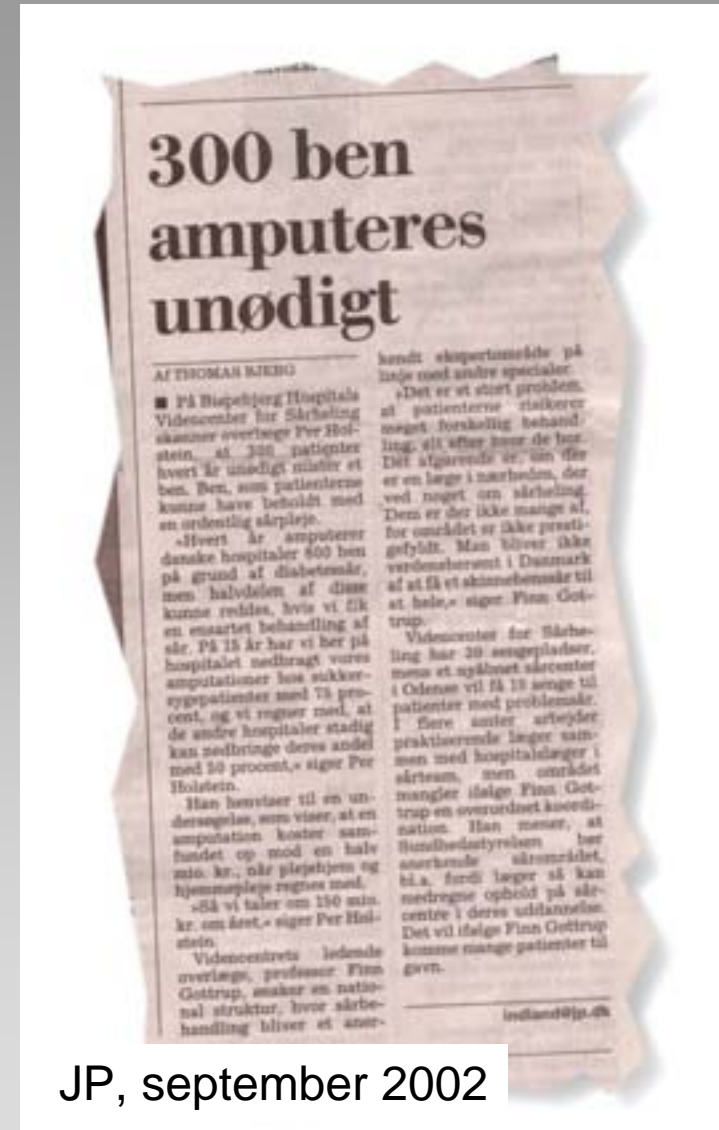 300 ben
amputeres
unødigt
Af THOMAS BJERG
■ På Bispebjerg Hospitals
Videncenter for Sårheling
skønner overlæge Per Hol-
stein, at 300 patienter
hvert år unødigt mister et
ben. Ben, som patienterne
kunne have beholdt med
en ordentlig sårpleje.
»Hvert år amputerer
danske hospitaler 600 ben
på grund af diabetessår,
men halvdelen af disse
kunne reddes, hvis vi fik
en ensartet behandling af
sår. På 15 år har vi her på
hospitalet nedbragt vores
amputationer hos sukker-
sygepatienter med 75 pro-
cent, og vi regner med, at
de andre hospitaler stadig
kan nedbringe deres andel
med 50 procent,« siger Per
Holstein.
Han henviser til en un-
dersøgelse, som viser, at en
amputation koster sam-
fundet op mod en halv
mio. kr., når plejehjem og
hjemmepleje regnes med.
»Så vi taler om 150 mio.
kr. om året,« siger Per Hol-
stein.
Videncentrets ledende
overlæge, professor Finn
Gottrup, ønsker en natio-
nal struktur, hvor sårbe-
handling bliver et aner-
kendt ekspertområde på
linje med andre specialer.
»Det er et stort problem,
at patienterne risikerer
meget forskellig behand-
ling, alt efter hvor de bor.
Det afgørende er, om der
er en læge i nærheden, der
ved noget om sårheling.
Dem er der ikke mange af,
for området er ikke presti-
gefyldt. Man bliver ikke
verdensberømt i Danmark
af at få et skinnebenssår til
at hele,« siger Finn Got-
trup.
Videncenter for Sårhe-
ling har 20 sengepladser,
mens et nyåbnet sårcenter
i Odense vil få 15 senge til
patienter med problemsår.
I flere amter arbejder
praktiserende læger sam-
men med hospitalslæger i
sårteam, men området
mangler ifølge Finn Got-
trup en overordnet koordi-
nation. Han mener, at
Sundhedsstyrelsen bør
anerkende sårområdet,
bl.a. fordi læger så kan
medregne ophold på sår-
centre i deres uddannelse.
Det vil ifølge Finn Gottrup
komme mange patienter til
gavn.
indland@jp.dk
JP, september 2002